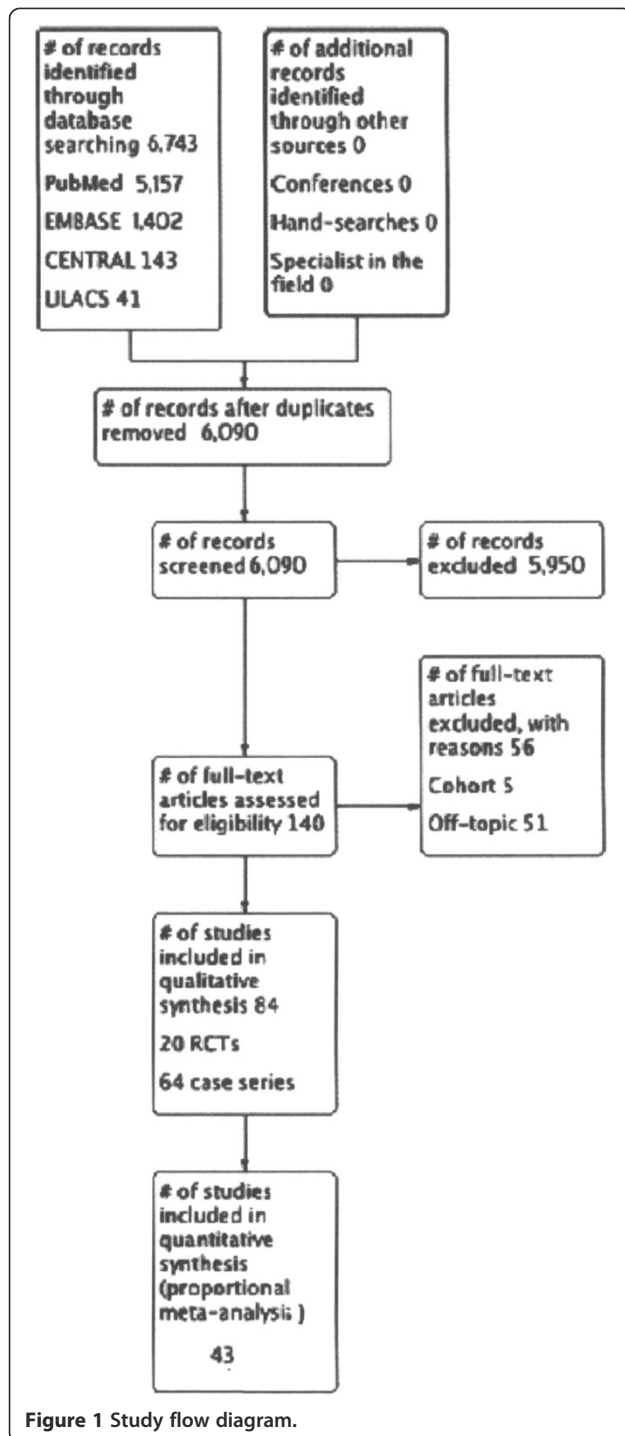 # of records
identified
through
database
searching 6,743
PubMed 5,157
EMBASE 1,402
CENTRAL 143
LILACS 41
# of additional
records
identified
through other
sources 0
Conferences 0
Hand-searches 0
Specialist in the
field 0
# of records after duplicates
removed 6,090
# of records
screened 6,090
# of records
excluded 5,950
# of full-text
articles assessed
for eligibility 140
# of full-text
articles
excluded, with
reasons 56
Cohort 5
Off-topic 51
# of studies
included in
qualitative
synthesis 84
20 RCTs
64 case series
# of studies
included in
quantitative
synthesis
(proportional
meta-analysis )
43
Figure 1 Study flow diagram.